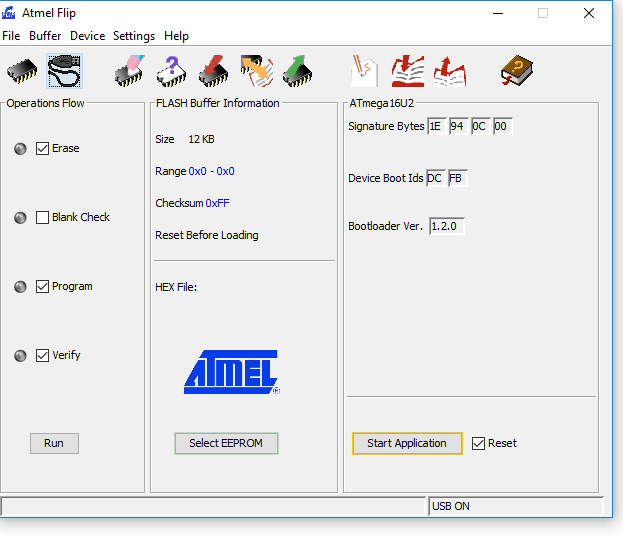 Atmel Flip
File Buffer Device Settings Help
Operations Flow
Erase
Blank Check
Program
Verify
Run
FLASH Buffer Information
Size 12 KB
Range 0x0 - 0x0
Checksum 0xFF
Reset Before Loading
HEX File:
ATMEL
Select EEPROM
ATmega16U2
Signature Bytes 1E 94 0C 00
Device Boot Ids DC FB
Bootloader Ver. 1.2.0
Start Application Reset
USB ON